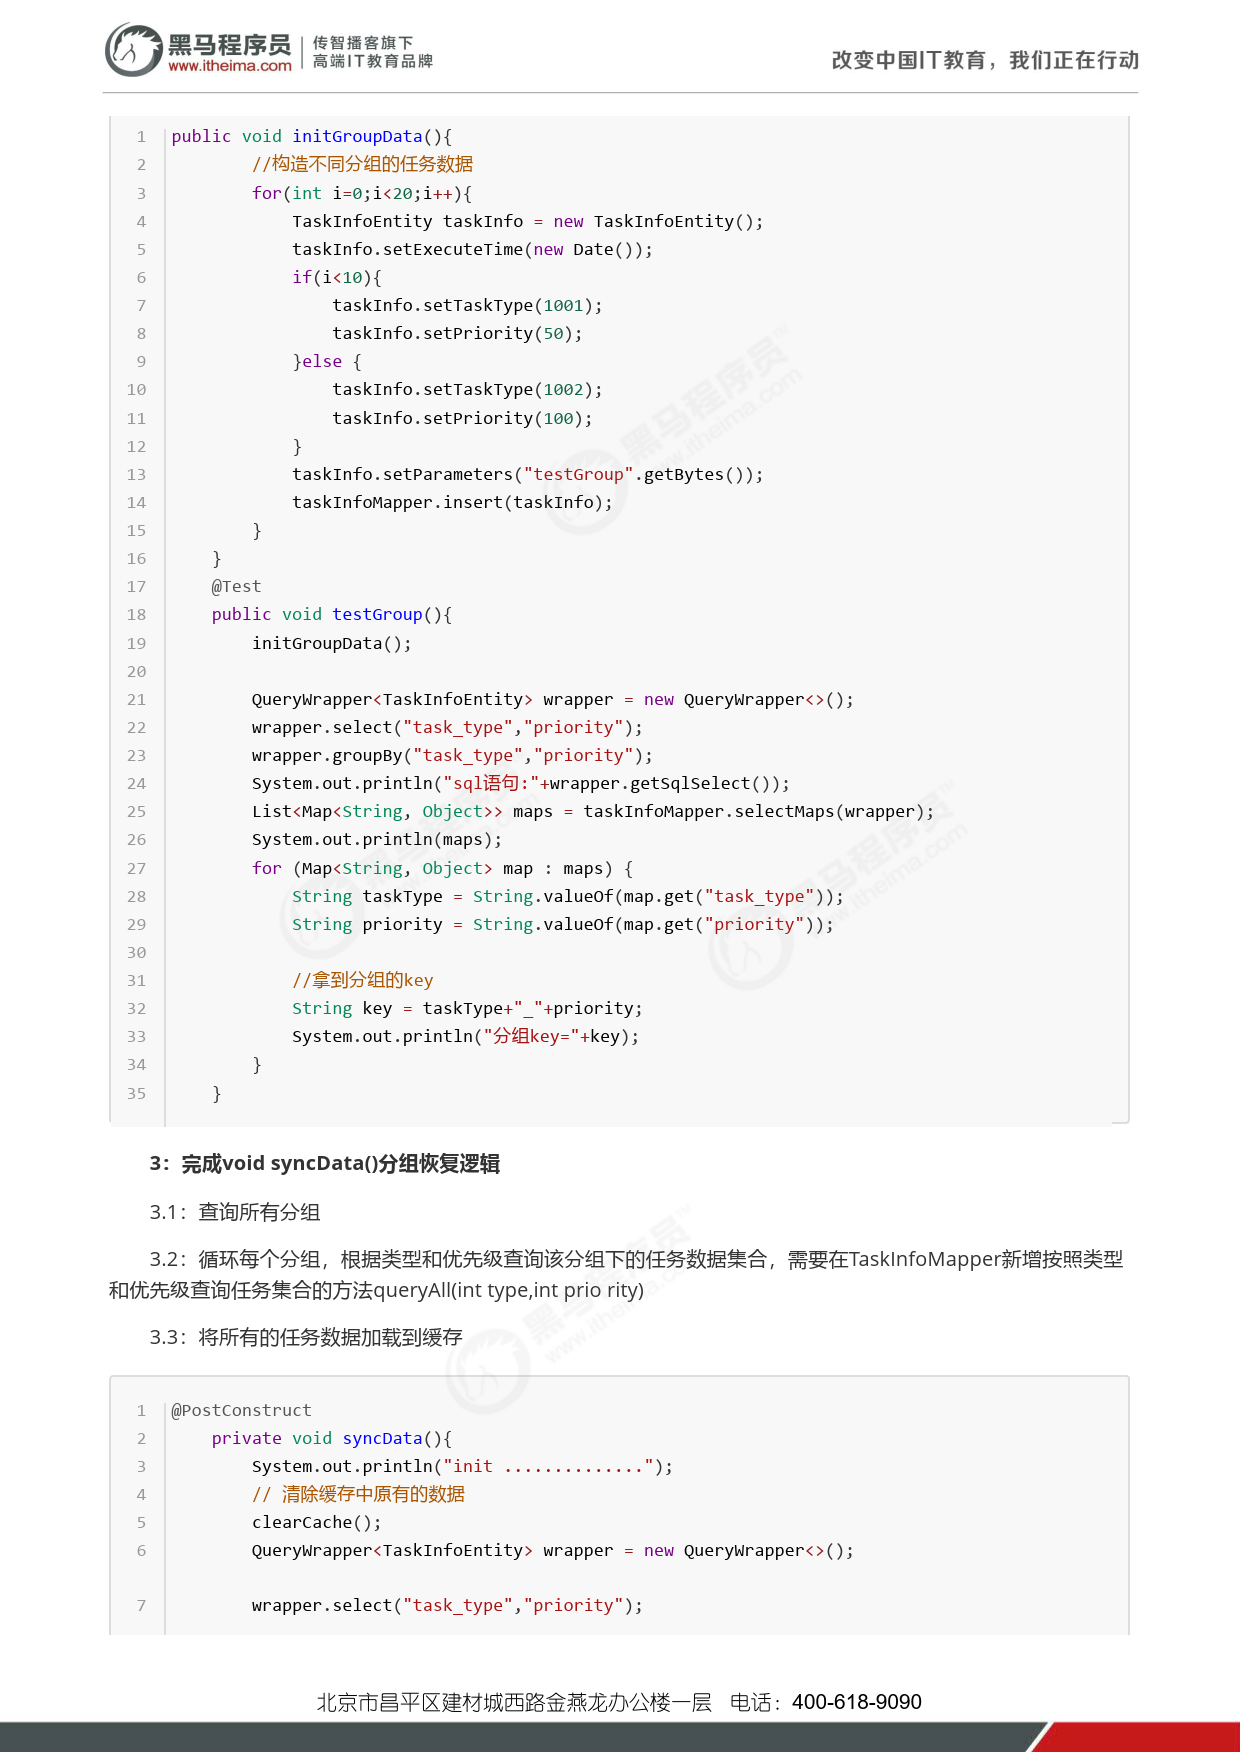 黑马程序员 传智播客旗下
www.itheima.com 高端IT教育品牌
改变中国IT教育，我们正在行动
1 public void initGroupData(){
2 //构造不同分组的任务数据
3 for(int i=0;i<20;i++){
4 TaskInfoEntity taskInfo = new TaskInfoEntity();
5 taskInfo.setExecuteTime(new Date());
6 if(i<10){
7 taskInfo.setTaskType(1001);
8 taskInfo.setPriority(50);
9 }else {
10 taskInfo.setTaskType(1002);
11 taskInfo.setPriority(100);
12 }
13 taskInfo.setParameters("testGroup".getBytes());
14 taskInfoMapper.insert(taskInfo);
15 }
16 }
17 @Test
18 public void testGroup(){
19 initGroupData();
20
21 QueryWrapper<TaskInfoEntity> wrapper = new QueryWrapper<>();
22 wrapper.select("task_type","priority");
23 wrapper.groupBy("task_type","priority");
24 System.out.println("sql语句:"+wrapper.getSqlSelect());
25 List<Map<String, Object>> maps = taskInfoMapper.selectMaps(wrapper);
26 System.out.println(maps);
27 for (Map<String, Object> map : maps) {
28 String taskType = String.valueOf(map.get("task_type"));
29 String priority = String.valueOf(map.get("priority"));
30
31 //拿到分组的key
32 String key = taskType+"_"+priority;
33 System.out.println("分组key="+key);
34 }
35 }
3：完成void syncData()分组恢复逻辑
3.1：查询所有分组
3.2：循环每个分组，根据类型和优先级查询该分组下的任务数据集合，需要在TaskInfoMapper新增按照类型
和优先级查询任务集合的方法queryAll(int type,int prio rity)
3.3：将所有的任务数据加载到缓存
1 @PostConstruct
2 private void syncData(){
3 System.out.println("init ..............");
4 // 清除缓存中原有的数据
5 clearCache();
6 QueryWrapper<TaskInfoEntity> wrapper = new QueryWrapper<>();
7 wrapper.select("task_type","priority");
北京市昌平区建材城西路金燕龙办公楼一层 电话：400-618-9090